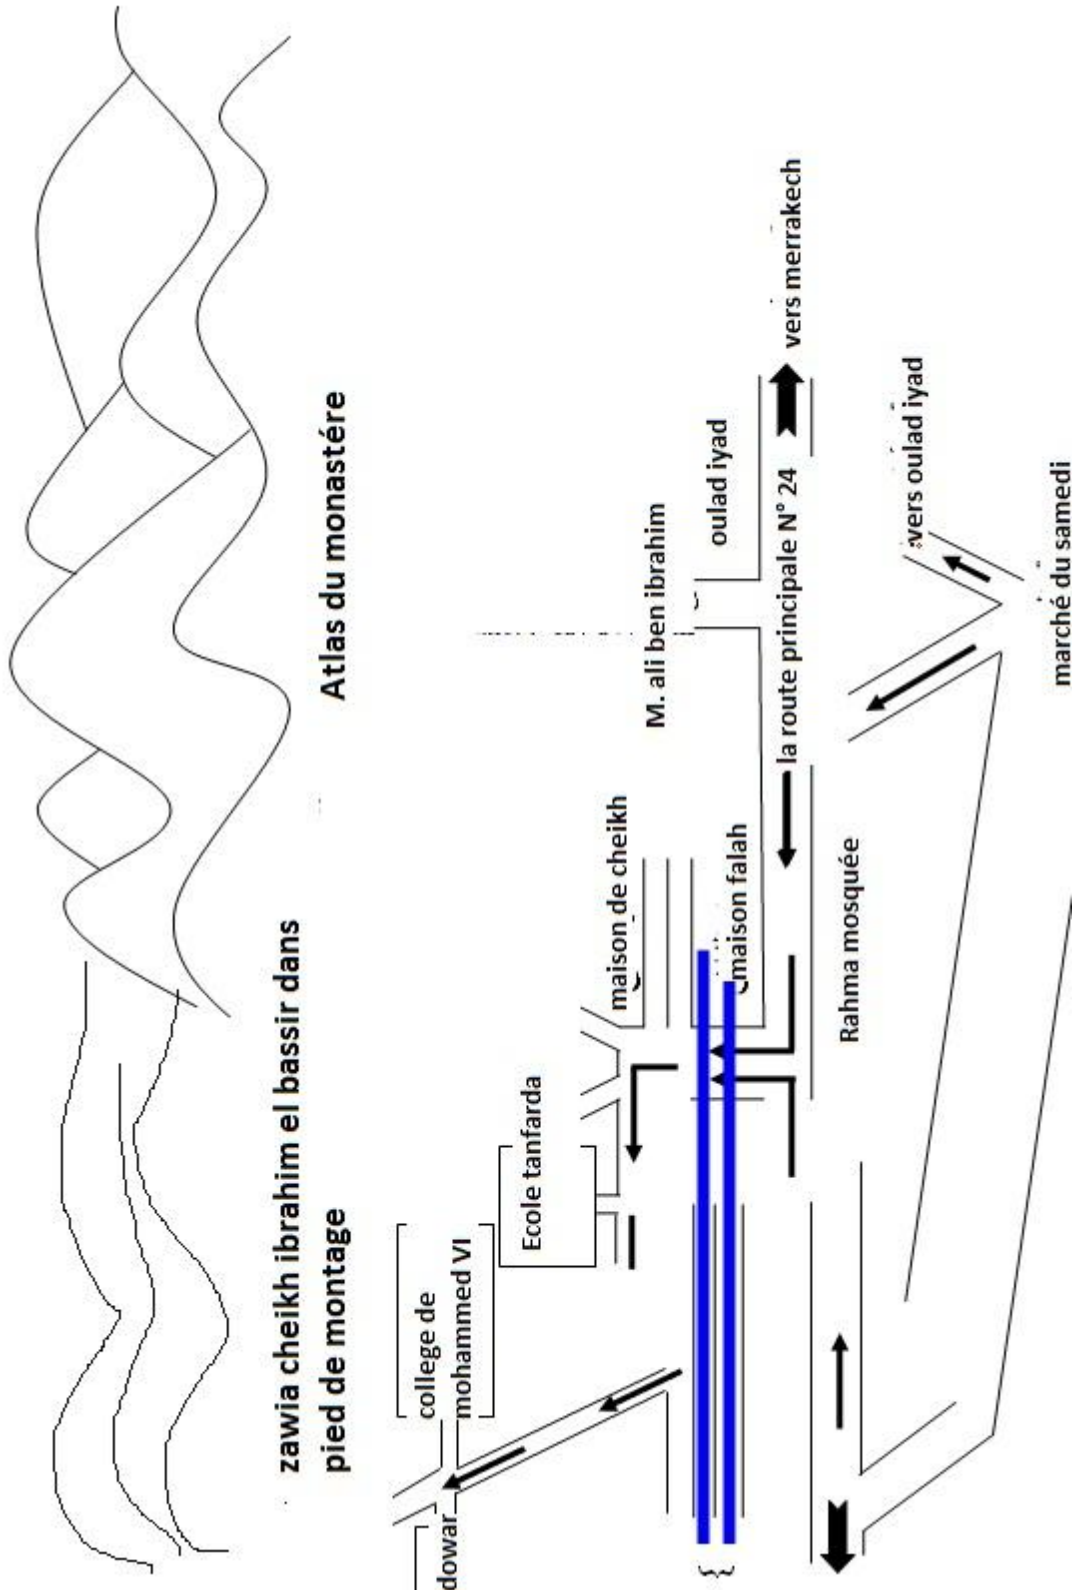 Atlas du monastére
zawia cheikh ibrahim el bassir dans
pied de montage
college de
mohammed VI
dowar
Ecole tanfarda
maison de cheikh
M. ali ben ibrahim
maison falah
oulad iyad
la route principale N° 24
vers merrakech
Rahma mosquée
vers oulad iyad
marché du samedi